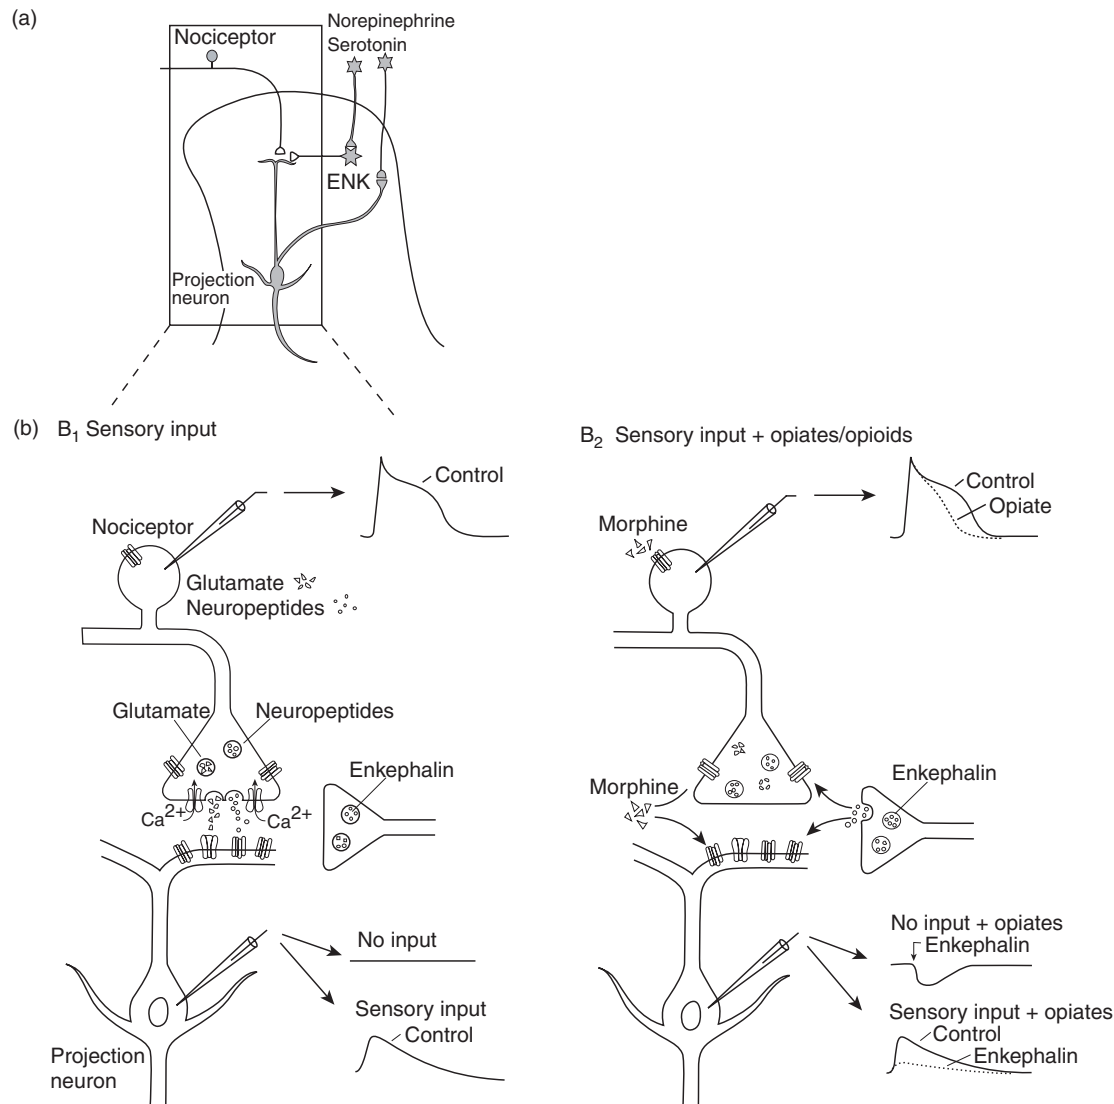 (a)
Norepinephrine
Serotonin
Nociceptor
ENK
Projection
neuron
(b) B1 Sensory input
Control
Nociceptor
Glutamate
Neuropeptides
Glutamate
Neuropeptides
Enkephalin
Ca2+
Ca2+
No input
Sensory input
Control
Projection
neuron
B2 Sensory input + opiates/opioids
Control
Opiate
Morphine
Enkephalin
Morphine
No input + opiates
Enkephalin
Sensory input + opiates
Control
Enkephalin